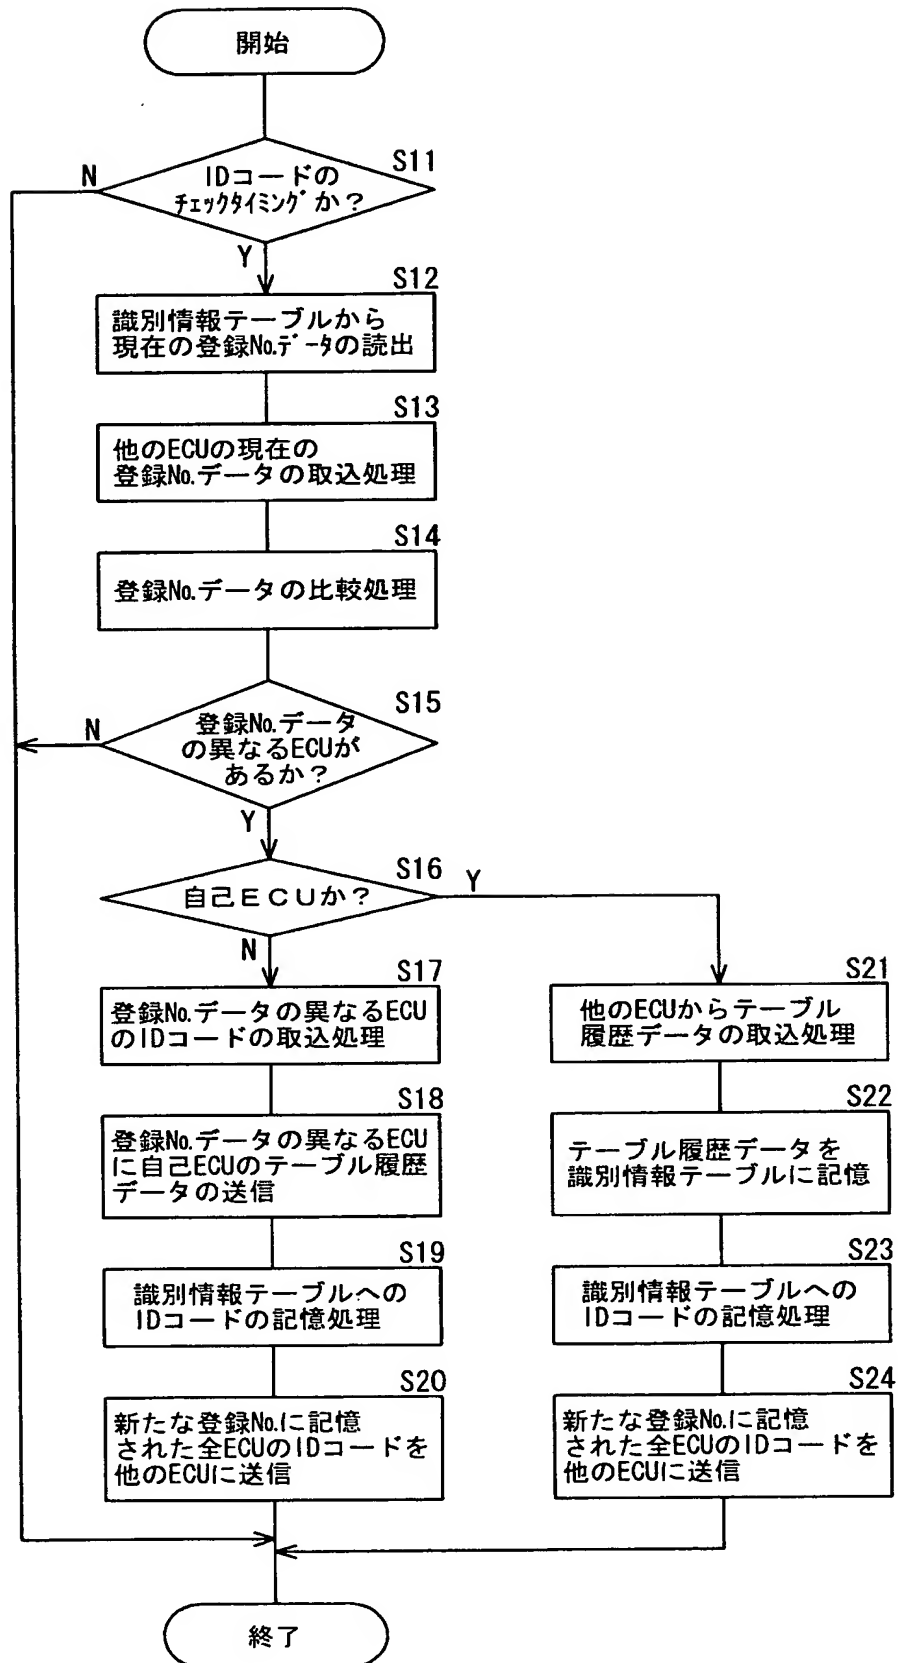 開始
S11
N
IDコードの
チェックタイミングか?
Y
S12
識別情報テーブルから
現在の登録No.データの読出
S13
他のECUの現在の
登録No.データの取込処理
S14
登録No.データの比較処理
S15
N
登録No.データ
の異なるECUが
あるか?
Y
S16
自己ECUか?
Y
N
S17
登録No.データの異なるECU
のIDコードの取込処理
S18
登録No.データの異なるECU
に自己ECUのテーブル履歴
データの送信
S19
識別情報テーブルへの
IDコードの記憶処理
S20
新たな登録No.に記憶
された全ECUのIDコードを
他のECUに送信
S21
他のECUからテーブル
履歴データの取込処理
S22
テーブル履歴データを
識別情報テーブルに記憶
S23
識別情報テーブルへの
IDコードの記憶処理
S24
新たな登録No.に記憶
された全ECUのIDコードを
他のECUに送信
終了